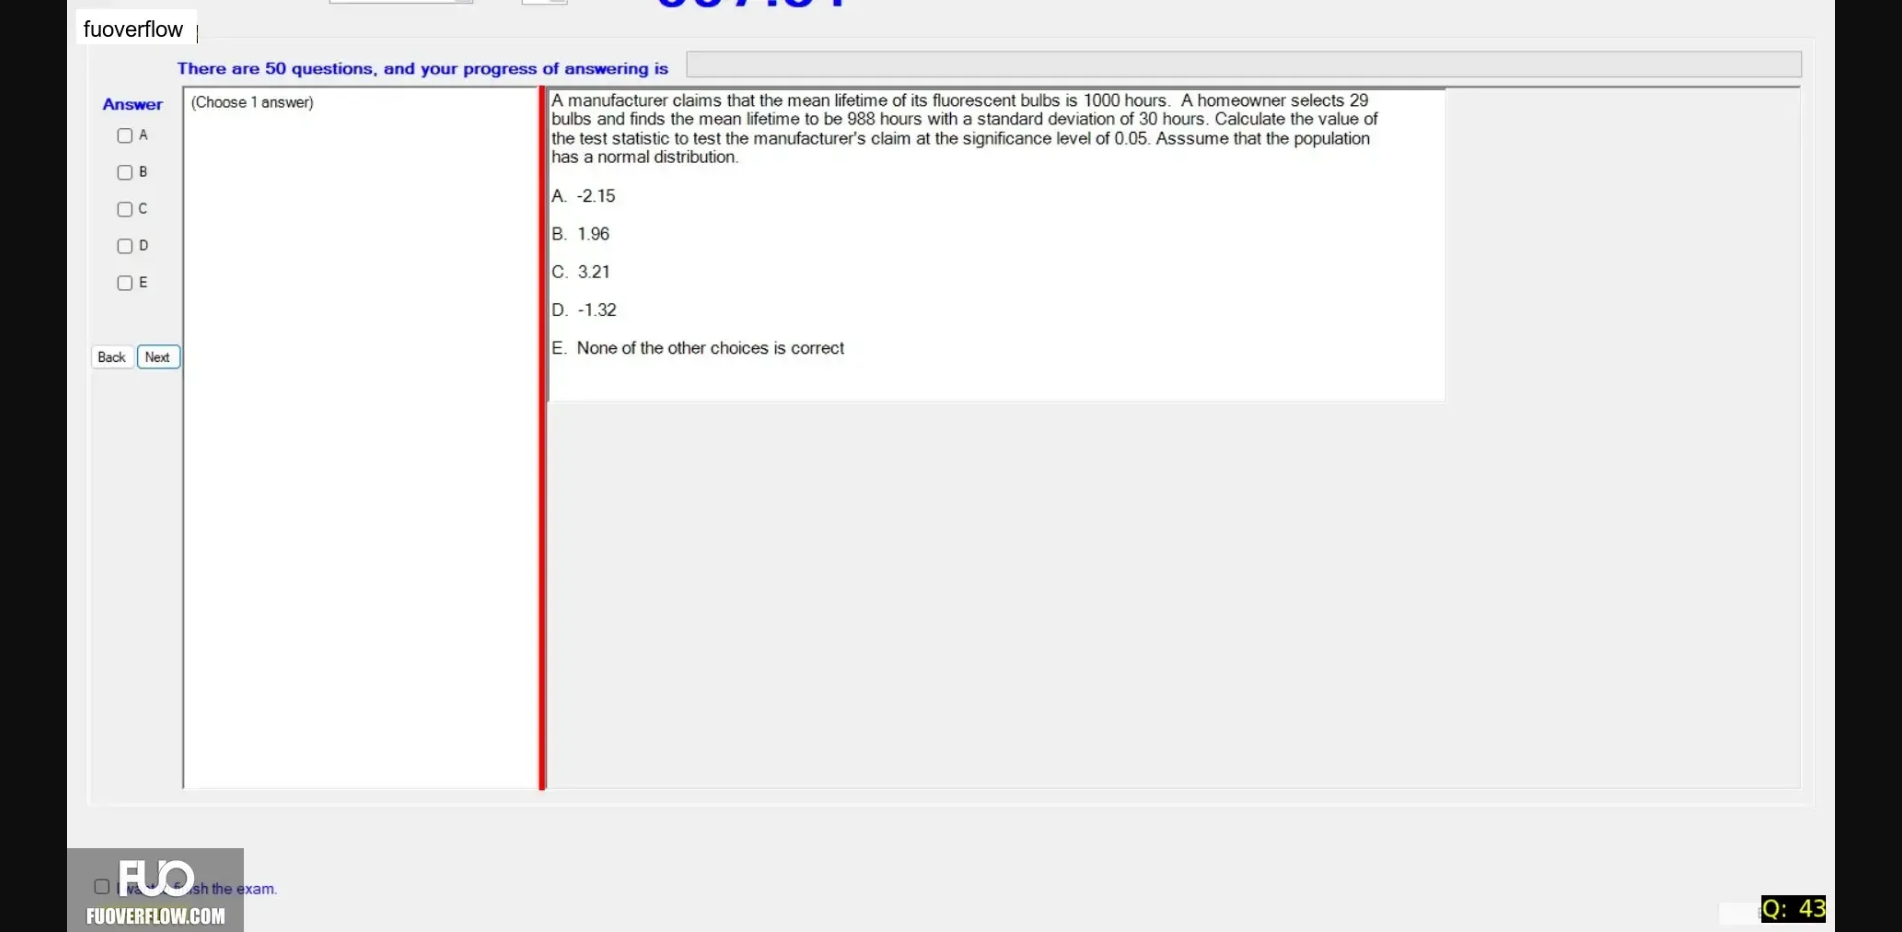 fuoverflow
There are 50 questions, and your progress of answering is
Answer
(Choose 1 answer)
A
B
C
D
E
Back Next
A manufacturer claims that the mean lifetime of its fluorescent bulbs is 1000 hours.  A homeowner selects 29
bulbs and finds the mean lifetime to be 988 hours with a standard deviation of 30 hours. Calculate the value of
the test statistic to test the manufacturer's claim at the significance level of 0.05. Asssume that the population
has a normal distribution.
A.  -2.15
B.  1.96
C.  3.21
D.  -1.32
E.  None of the other choices is correct
FUO
the exam.
FUOVERFLOW.COM
Q: 43